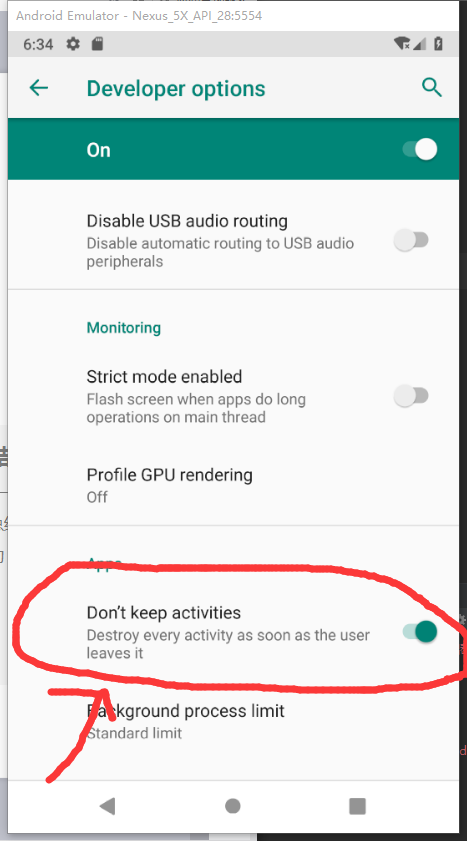 Android Emulator - Nexus_5X_API_28:5554
6:34
Developer options
On
Disable USB audio routing
Disable automatic routing to USB audio
peripherals
Monitoring
Strict mode enabled
Flash screen when apps do long
operations on main thread
Profile GPU rendering
Off
Apps
Don't keep activities
Destroy every activity as soon as the user
leaves it
Background process limit
Standard limit